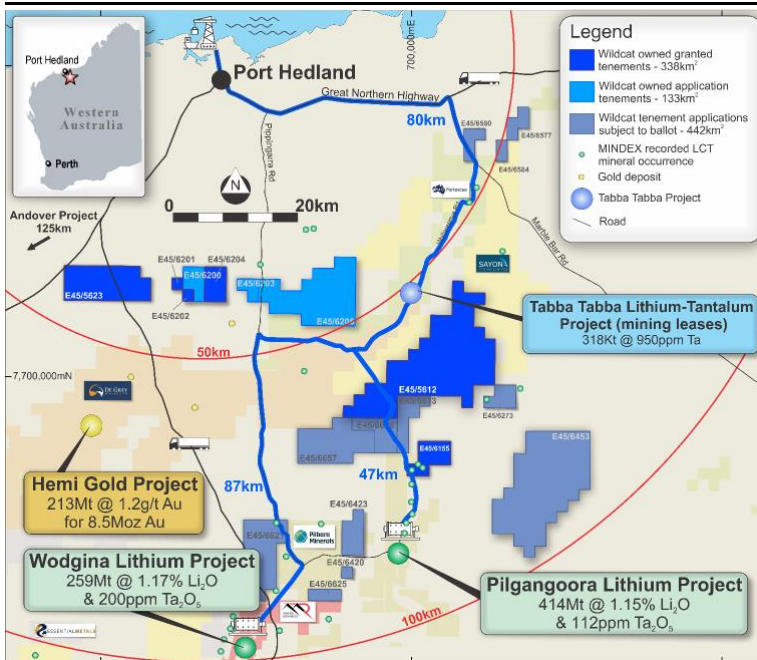 Port Hedland
Western
Australia
Perth
Port Hedland
Great Northern Highway
700,000mE
80km
Pippingarra Rd
N
0 20km
Andover Project
125km
Legend
Wildcat owned granted
tenements - 338km²
Wildcat owned application
tenements - 133km²
Wildcat tenement applications
subject to ballot - 442km²
MINDEX recorded LCT
mineral occurrence
Gold deposit
Tabba Tabba Project
Road
E45/6580
E45/6577
E45/6584
Marble Bar Rd
SAYONA
E45/6201
E45/6204
E45/6200
E45/6202
E45/5623
E45/6203
E45/6205
50km
Tabba Tabba Lithium-Tantalum
Project (mining leases)
318Kt @ 950ppm Ta
7,700,000mN
DE GREY
E45/5612
E45/6273
E45/6657
E45/6155
E45/6453
Hemi Gold Project
213Mt @ 1.2g/t Au
for 8.5Moz Au
87km
47km
E45/6423
Pilbara
Minerals
E45/6420
E45/6625
Wodgina Lithium Project
259Mt @ 1.17% Li₂O
& 200ppm Ta₂O₅
Pilgangoora Lithium Project
414Mt @ 1.15% Li₂O
& 112ppm Ta₂O₅
100km
ESSENTIALMETALS